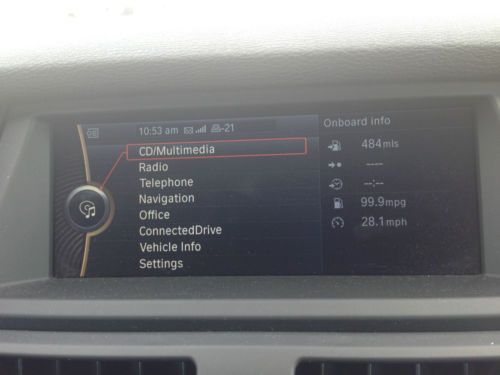 10:53 am -21
Onboard info
CD/Multimedia
Radio
Telephone
Navigation
Office
ConnectedDrive
Vehicle Info
Settings
484mls
----
--:--
99.9mpg
28.1mph